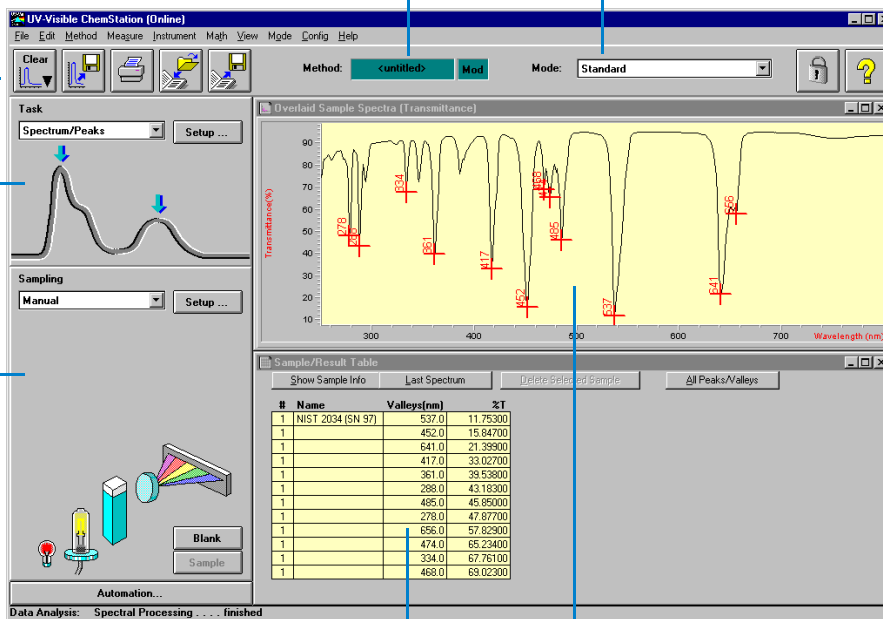 UV-Visible ChemStation (Online)
File Edit Method Measure Instrument Math View Mode Config Help
Clear
Method: <untitled> Mod Mode: Standard
Task
Spectrum/Peaks Setup ...
Sampling
Manual Setup ...
Blank
Sample
Automation...
Overlaid Sample Spectra (Transmittance)
Transmittance(%)
90
80
70
60
50
40
30
20
10
278
288
334
361
417
452
468
485
537
641
656
300 400 500 600 700 Wavelength (nm)
Sample/Result Table
Show Sample Info Last Spectrum Delete Selected Sample All Peaks/Valleys
# Name Valleys(nm) %T
1 NIST 2034 (SN 97) 537.0 11.75300
1 452.0 15.84700
1 641.0 21.39900
1 417.0 33.02700
1 361.0 39.53800
1 288.0 43.18300
1 485.0 45.85000
1 278.0 47.87700
1 656.0 57.82900
1 474.0 65.23400
1 334.0 67.76100
1 468.0 69.02300
Data Analysis: Spectral Processing . . . . finished